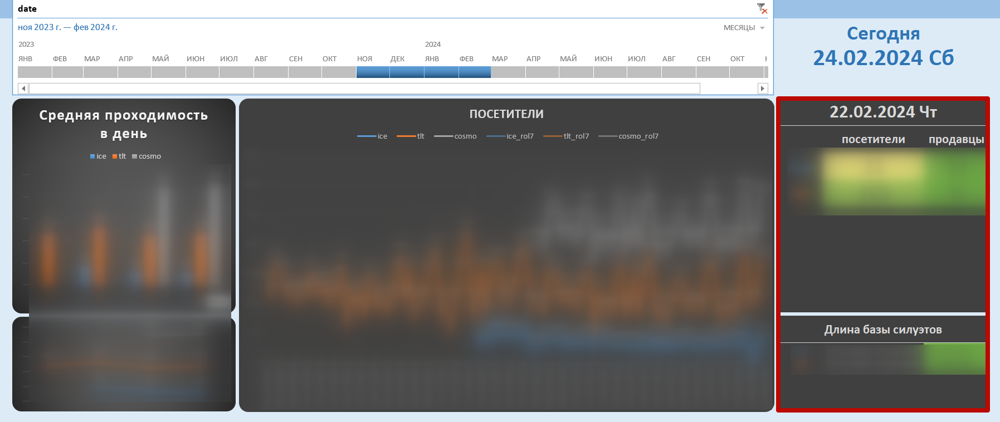 date
ноя 2023 г. — фев 2024 г.
МЕСЯЦЫ
2023 2024
ЯНВ ФЕВ МАР АПР МАЙ ИЮН ИЮЛ АВГ СЕН ОКТ НОЯ ДЕК ЯНВ ФЕВ МАР АПР МАЙ ИЮН ИЮЛ АВГ СЕН ОКТ
Сегодня
24.02.2024 Сб
Средняя проходимость
в день
ice tlt cosmo
ПОСЕТИТЕЛИ
ice tlt cosmo ice_rol7 tlt_rol7 cosmo_rol7
22.02.2024 Чт
посетители продавцы
Длина базы силуэтов